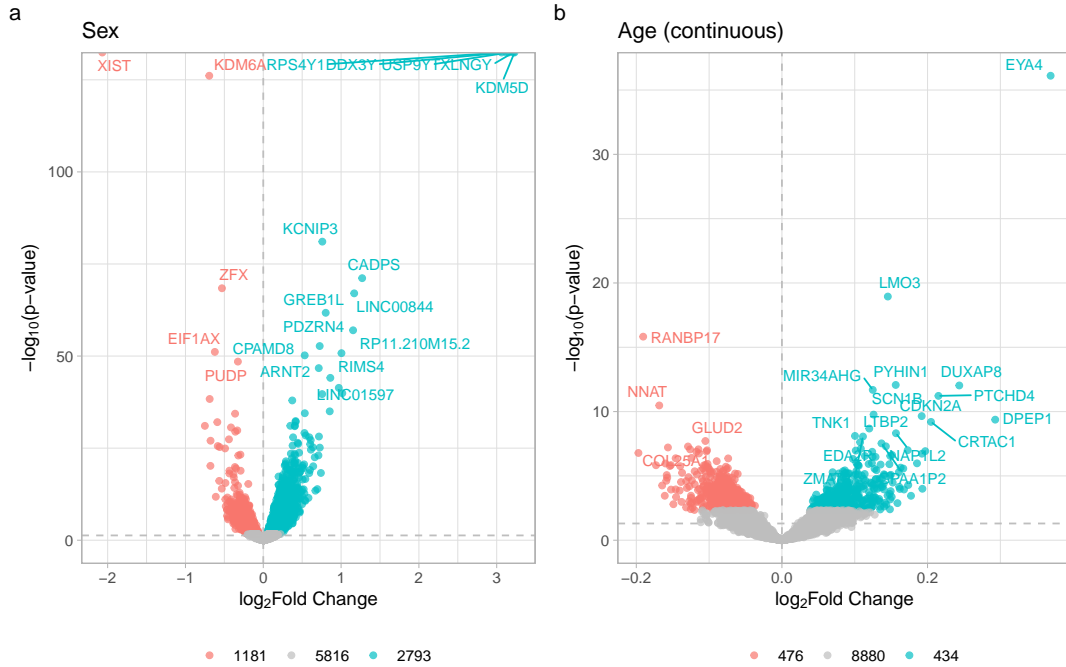 a
Sex
XIST
KDM6A
RPS4Y1
DDX3Y
USP9Y
TXLNGY
KDM5D
KCNIP3
ZFX
CADPS
GREB1L
LINC00844
PDZRN4
EIF1AX
CPAMD8
RP11.210M15.2
PUDP
ARNT2
RIMS4
LINC01597
100
50
0
−log10(p−value)
−2
−1
0
1
2
3
log2Fold Change
1181
5816
2793
b
Age (continuous)
EYA4
LMO3
RANBP17
MIR34AHG
PYHIN1
DUXAP8
NNAT
SCN1B
PTCHD4
CDKN2A
TNK1
LTBP2
DPEP1
GLUD2
CRTAC1
COL25A1
NAP1L2
30
20
10
0
−log10(p−value)
−0.2
0.0
0.2
log2Fold Change
476
8880
434